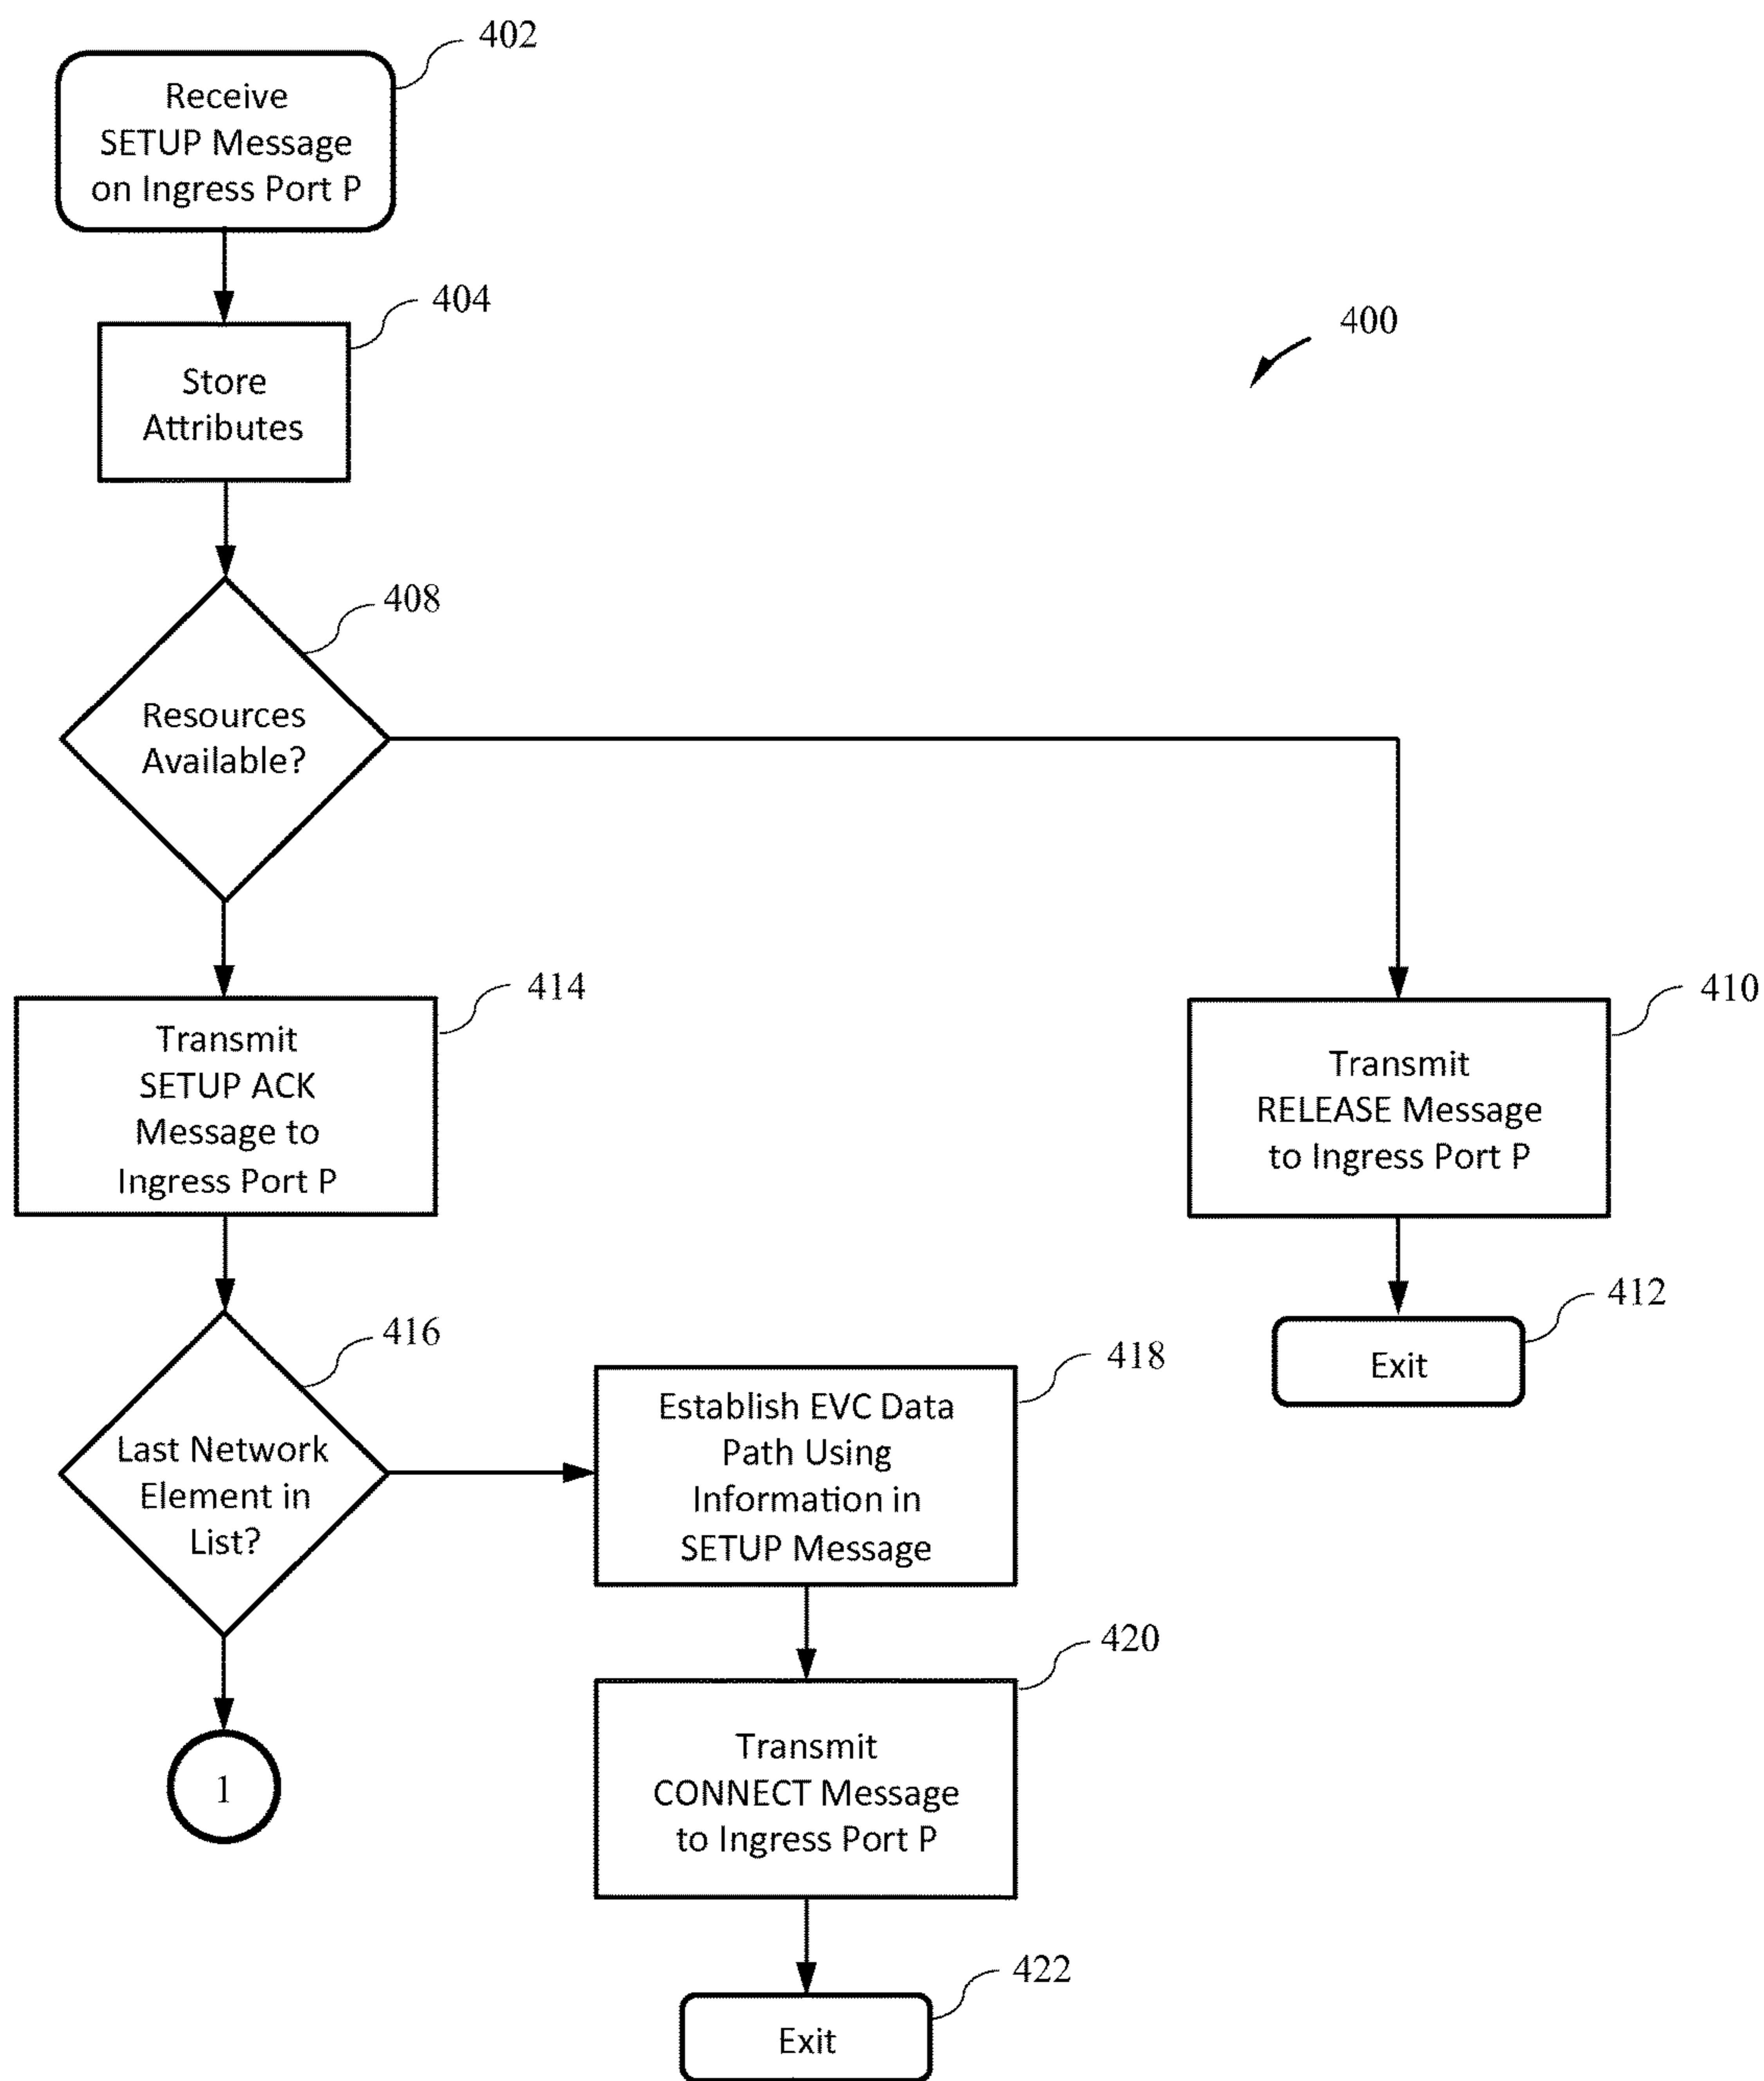 402
Receive
SETUP Message
on Ingress Port P
404
Store
Attributes
400
408
Resources
Available?
414
Transmit
SETUP ACK
Message to
Ingress Port P
410
Transmit
RELEASE Message
to Ingress Port P
412
Exit
416
Last Network
Element in
List?
418
Establish EVC Data
Path Using
Information in
SETUP Message
420
Transmit
CONNECT Message
to Ingress Port P
1
422
Exit